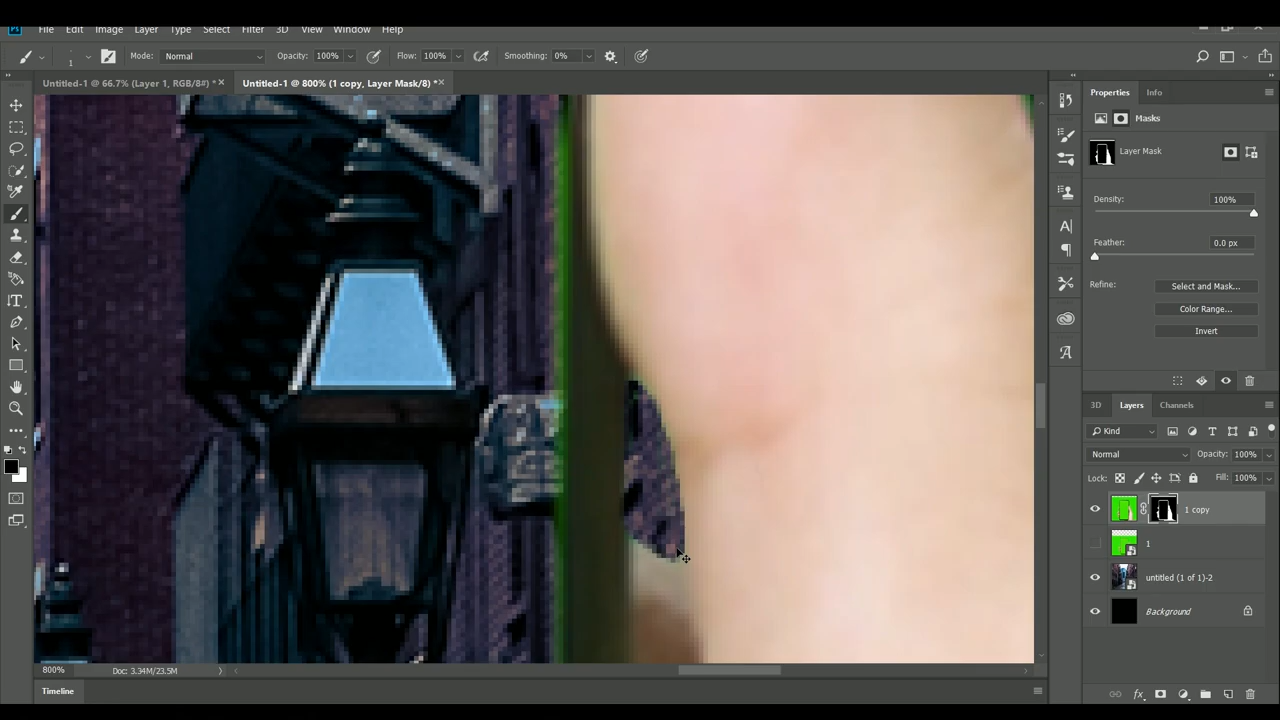 Ps File Edit Image Layer Type Select Filter 3D View Window Help
1 Mode: Normal Opacity: 100% Flow: 100% Smoothing: 0%
Untitled-1 @ 66.7% (Layer 1, RGB/8#) * × Untitled-1 @ 800% (1 copy, Layer Mask/8) * ×
Properties Info
Masks
Layer Mask
Density: 100%
Feather: 0.0 px
Refine: Select and Mask...
Color Range...
Invert
3D Layers Channels
Kind
Normal Opacity: 100%
Lock: Fill: 100%
1 copy
1
untitled (1 of 1)-2
Background
800% Doc: 3.34M/23.5M
Timeline